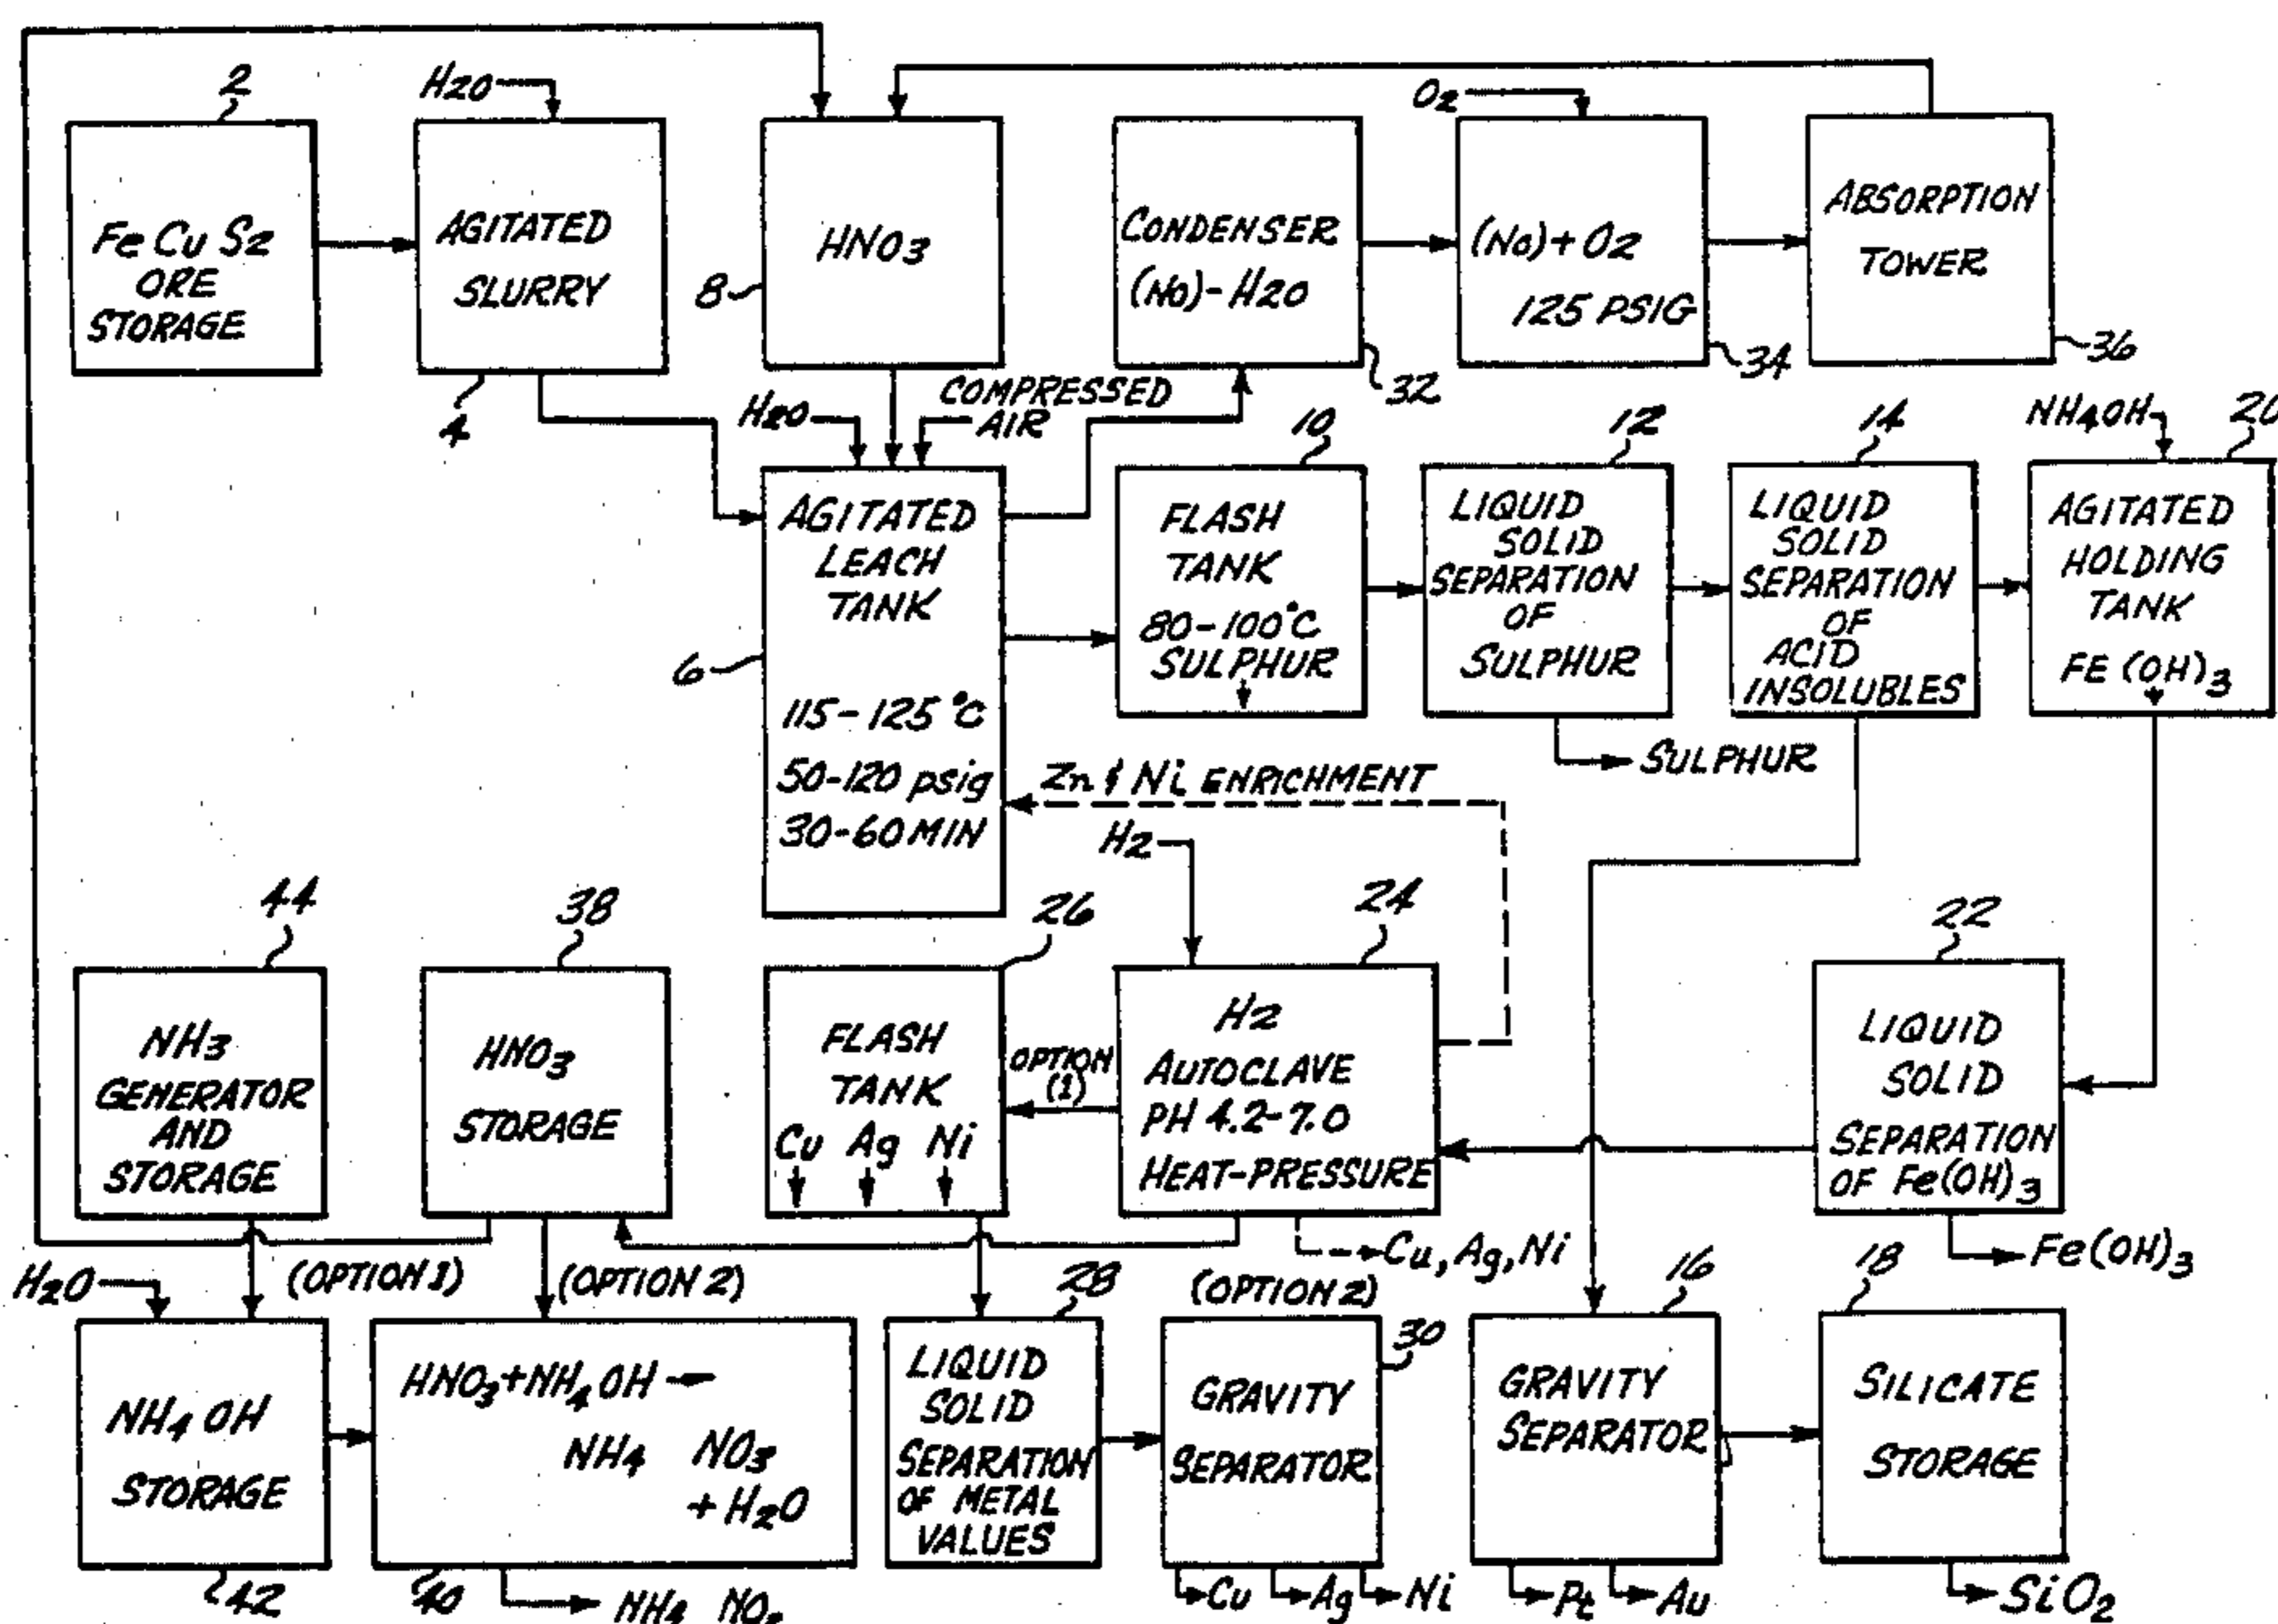 2
H2O
FeCuS2
ORE
STORAGE
AGITATED
SLURRY
4
HNO3
8
CONDENSER
(No)-H2O
32
O2
(No)+O2
125 PSIG
34
ABSORPTION
TOWER
36
H2O
COMPRESSED
AIR
AGITATED
LEACH
TANK
115-125°C
50-120 psig
30-60 MIN
6
10
FLASH
TANK
80-100°C
SULPHUR
12
LIQUID
SOLID
SEPARATION
OF
SULPHUR
SULPHUR
14
LIQUID
SOLID
SEPARATION
OF
ACID
INSOLUBLES
NH4OH
20
AGITATED
HOLDING
TANK
FE(OH)3
Zn & Ni ENRICHMENT
H2
44
NH3
GENERATOR
AND
STORAGE
38
HNO3
STORAGE
26
FLASH
TANK
Cu Ag Ni
OPTION
(1)
24
H2
AUTOCLAVE
PH 4.2-7.0
HEAT-PRESSURE
22
LIQUID
SOLID
SEPARATION
OF Fe(OH)3
Fe(OH)3
Cu, Ag, Ni
(OPTION 2)
H2O
(OPTION 1)
(OPTION 2)
NH4OH
STORAGE
42
HNO3+NH4OH→
NH4 NO3
+H2O
40
NH4 NO3
28
LIQUID
SOLID
SEPARATION
OF METAL
VALUES
30
GRAVITY
SEPARATOR
Cu Ag Ni
16
GRAVITY
SEPARATOR
Pt Au
18
SILICATE
STORAGE
SiO2